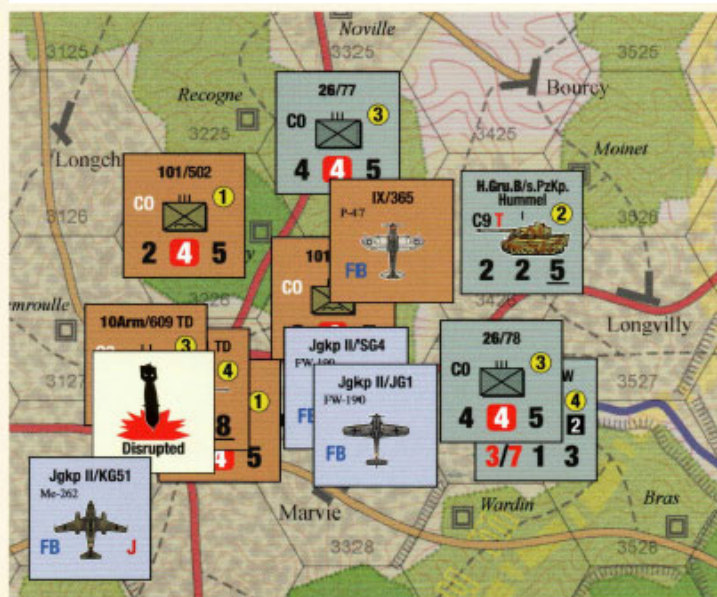 3125
Noville
3325
3525
Recogne
3225
26/77
CO
3
4 4 5
Bourcy
3425
Moinet
Longch
101/502
CO
1
2 4 5
IX/365
P-47
FB
H.Gru.B/s.PzKp.
Hummel
C9 T
2
2 2 5
3126
3226
101
CO
3426
Longvilly
10Arm/609 TD
3
TD
4
8
1
4 5
3127
Disrupted
Jgkp II/SG4
FW-190
FB
Jgkp II/JG1
FW-190
FB
26/78
CO
3
4 4 5
W
4
2
3/7 1 3
3527
Jgkp II/KG51
Me-262
FB J
Marvie
3328
Wardin
Bras
3528